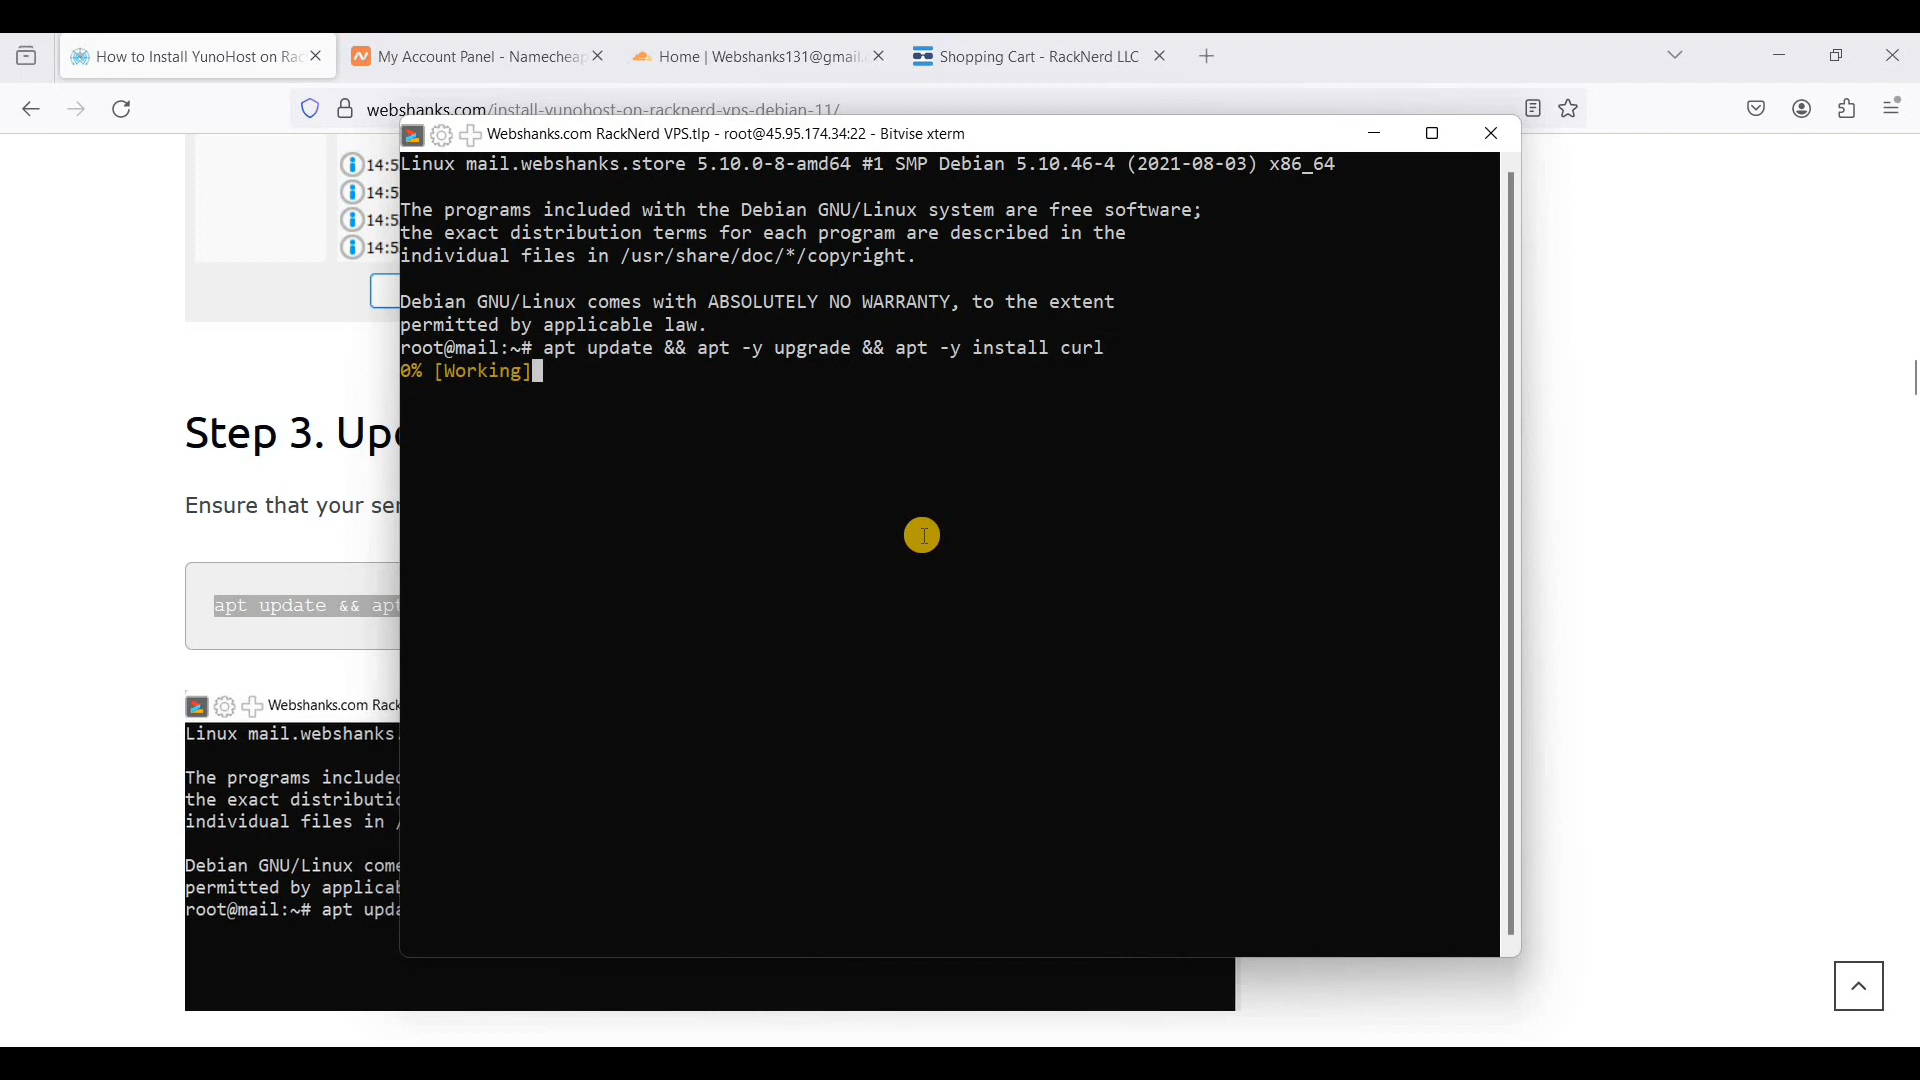 How to Install YunoHost on Rac
My Account Panel - Namecheap
Home | Webshanks131@gmail.c
Shopping Cart - RackNerd LLC
webshanks.com/install-yunohost-on-racknerd-vps-debian-11/
Webshanks.com RackNerd VPS.tlp - root@45.95.174.34:22 - Bitvise xterm
14:5
14:5
14:5
14:5
Linux mail.webshanks.store 5.10.0-8-amd64 #1 SMP Debian 5.10.46-4 (2021-08-03) x86_64
The programs included with the Debian GNU/Linux system are free software;
the exact distribution terms for each program are described in the
individual files in /usr/share/doc/*/copyright.
Debian GNU/Linux comes with ABSOLUTELY NO WARRANTY, to the extent
permitted by applicable law.
root@mail:~# apt update && apt -y upgrade && apt -y install curl
0% [Working]
Step 3. Upd
Ensure that your ser
apt update && apt
Webshanks.com Rack
Linux mail.webshanks.
The programs included
the exact distributio
individual files in /
Debian GNU/Linux come
permitted by applicab
root@mail:~# apt upda